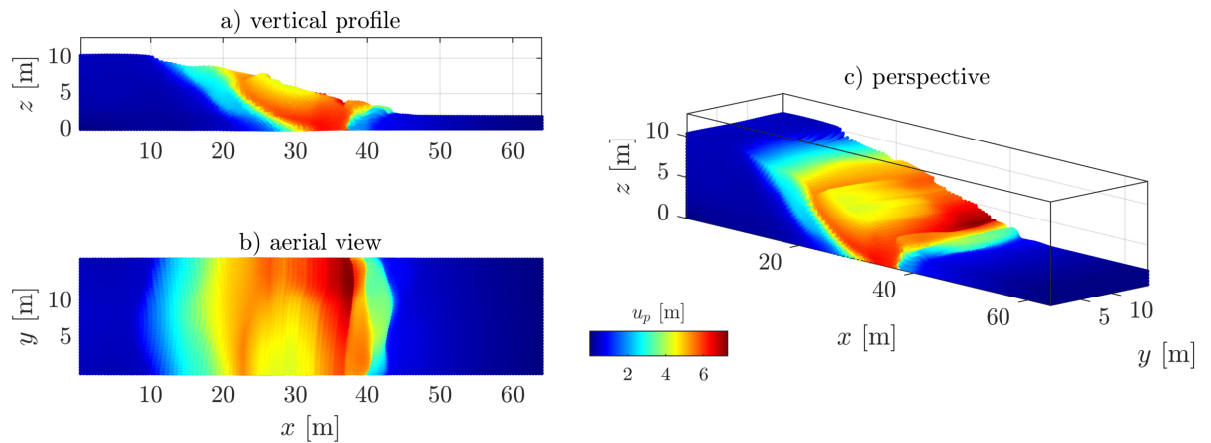 a) vertical profile
z [m]
10
5
0
10 20 30 40 50 60
b) aerial view
y [m]
10
5
10 20 30 40 50 60
x [m]
c) perspective
z [m]
10
5
0
20
40
60
5
10
x [m]
y [m]
u_p [m]
2 4 6